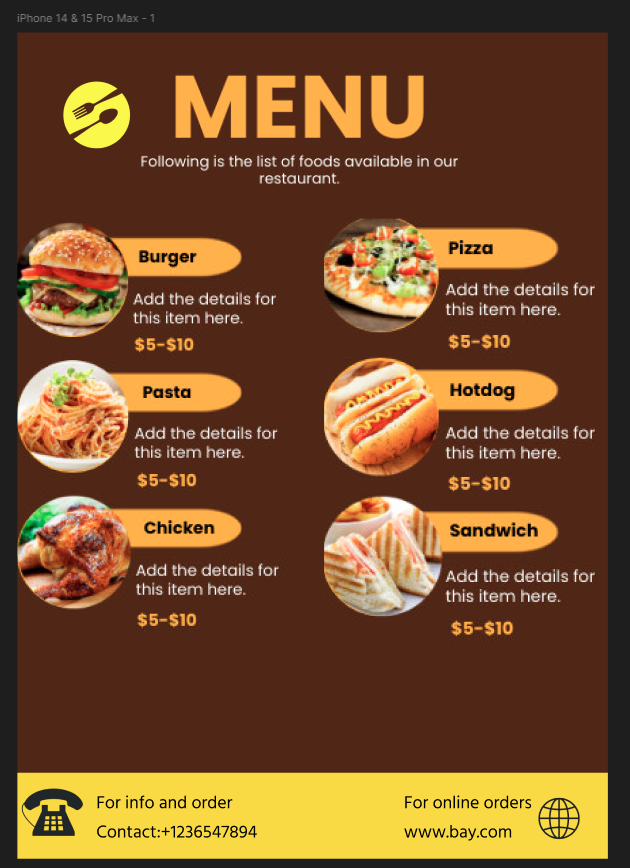 iPhone 14 & 15 Pro Max - 1
MENU
Following is the list of foods available in our
restaurant.
Burger
Add the details for
this item here.
$5-$10
Pizza
Add the details for
this item here.
$5-$10
Pasta
Add the details for
this item here.
$5-$10
Hotdog
Add the details for
this item here.
$5-$10
Chicken
Add the details for
this item here.
$5-$10
Sandwich
Add the details for
this item here.
$5-$10
For info and order
Contact:+1236547894
For online orders
www.bay.com